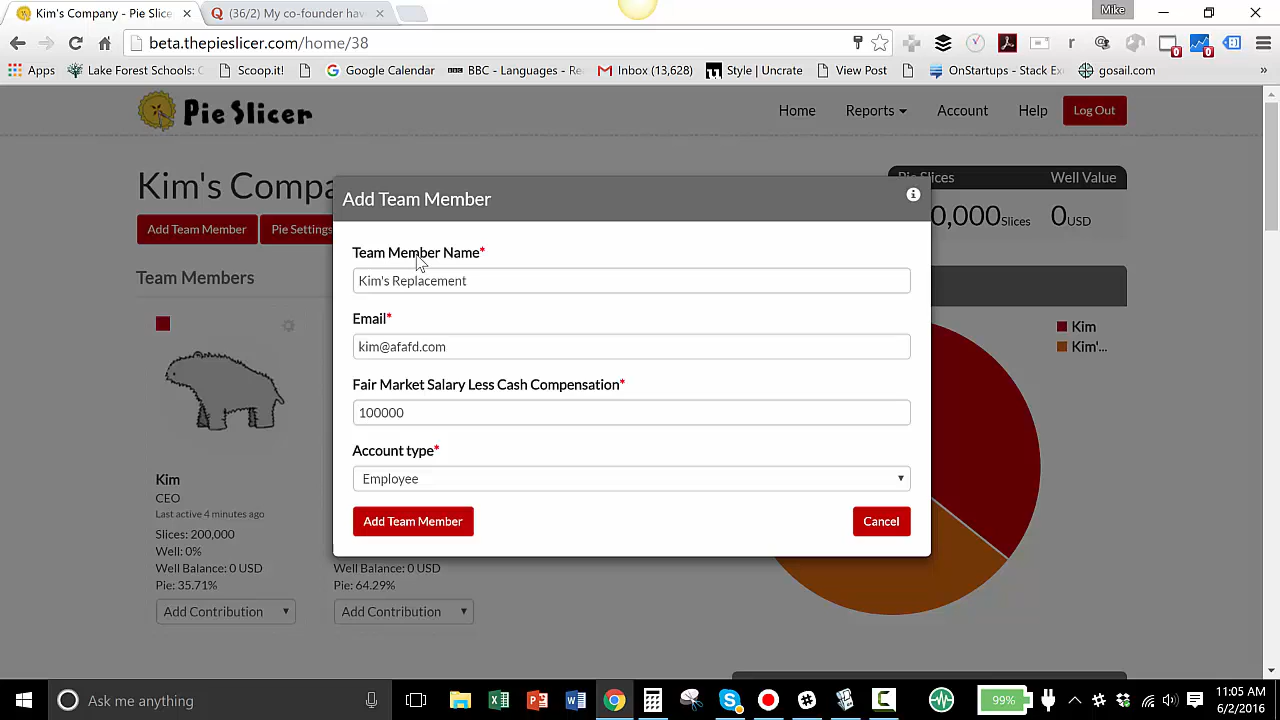 Kim's Company - Pie Slice
(36/2) My co-founder hav
Mike
beta.thepieslicer.com/home/38
Apps
Lake Forest Schools:
Scoop.it!
Google Calendar
BBC - Languages - Re
Inbox (13,628)
Style | Uncrate
View Post
OnStartups - Stack Ex
gosail.com
»
Pie Slicer
Home
Reports
Account
Help
Log Out
Kim's Compa
Pie Slices
Well Value
0,000Slices
0USD
Add Team Member
Pie Settings
Team Members
Add Team Member
Team Member Name*
Kim's Replacement
Email*
kim@afafd.com
Fair Market Salary Less Cash Compensation*
100000
Account type*
Employee
Add Team Member
Cancel
Kim
Kim'...
Kim
CEO
Last active 4 minutes ago
Slices: 200,000
Well: 0%
Well Balance: 0 USD
Pie: 35.71%
Add Contribution
Well Balance: 0 USD
Pie: 64.29%
Add Contribution
Ask me anything
99%
11:05 AM
6/2/2016